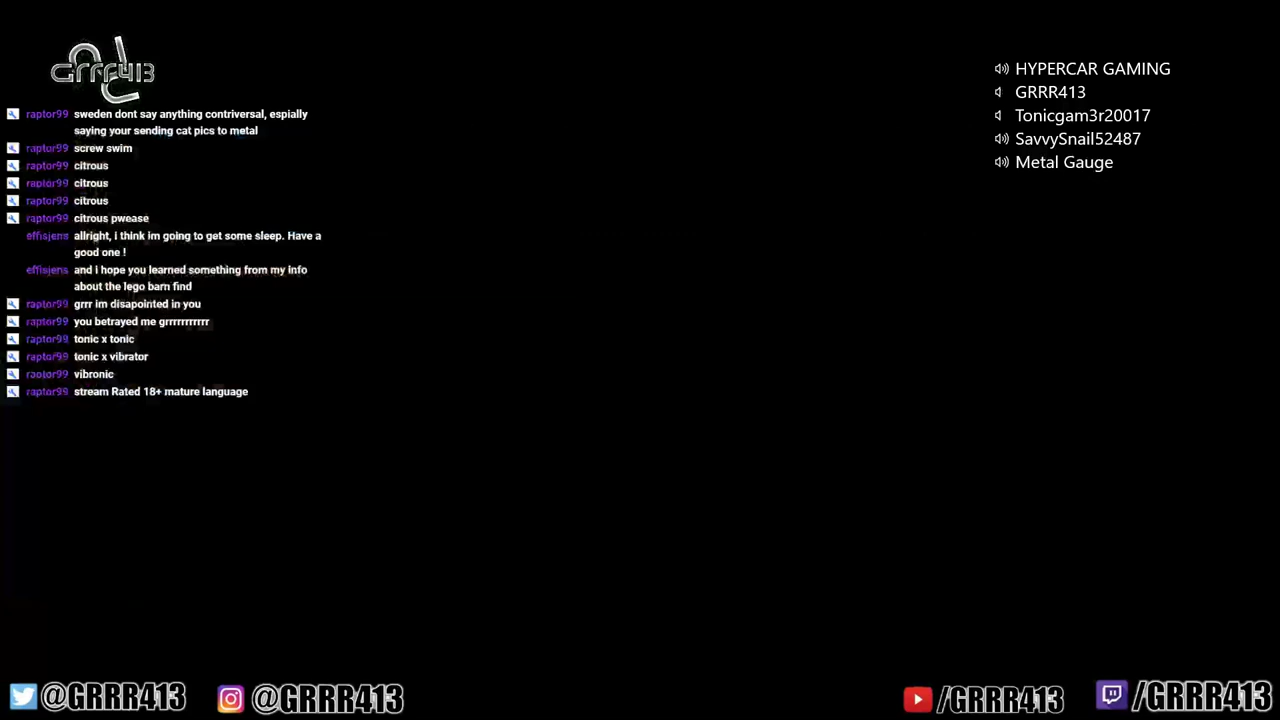 GRRR413
HYPERCAR GAMING
GRRR413
Tonicgam3r20017
SavvySnail52487
Metal Gauge
raptor99 sweden dont say anything contriversal, espially
saying your sending cat pics to metal
raptor99 screw swim
raptor99 citrous
raptor99 citrous
raptor99 citrous
raptor99 citrous pwease
effisjens allright, i think im going to get some sleep. Have a
good one !
effisjens and i hope you learned something from my info
about the lego barn find
raptor99 grrr im disapointed in you
raptor99 you betrayed me grrrrrrrrrrr
raptor99 tonic x tonic
raptor99 tonic x vibrator
raptor99 vibronic
raptor99 stream Rated 18+ mature language
@GRRR413
@GRRR413
/GRRR413
/GRRR413